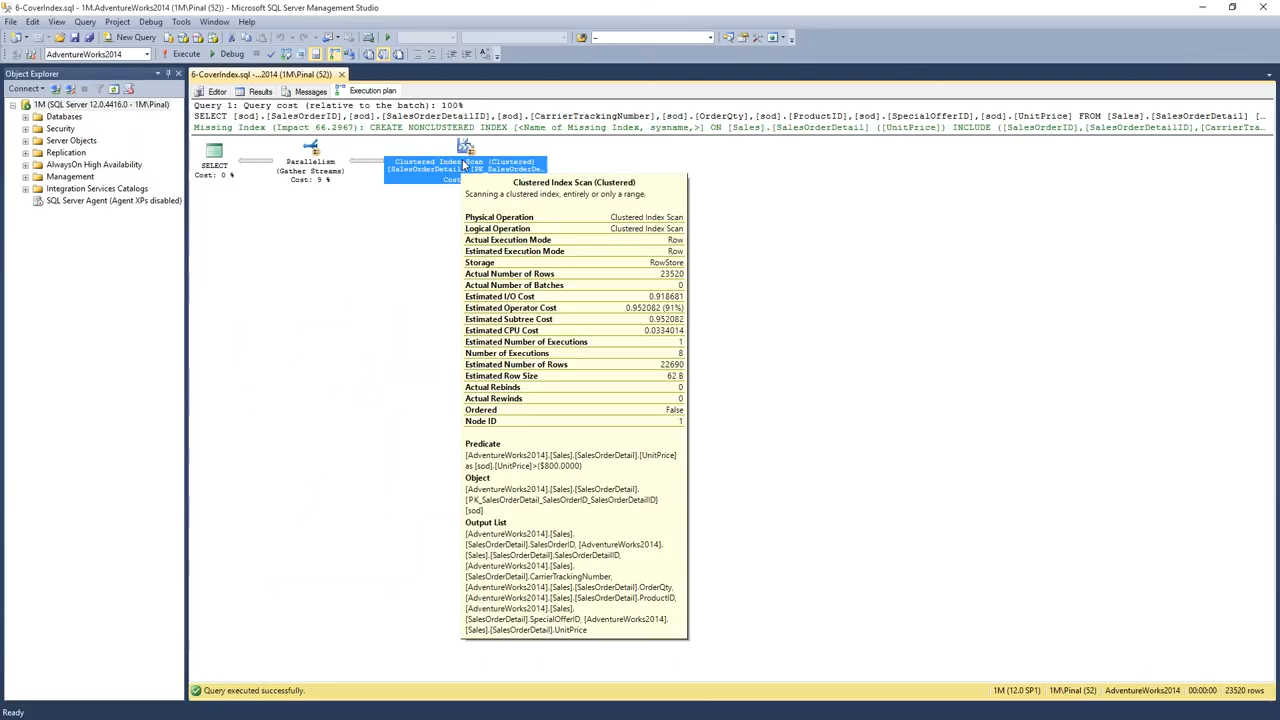 6-CoverIndex.sql - 1M.AdventureWorks2014 (1M\Pinal (52)) - Microsoft SQL Server Management Studio
File Edit View Query Project Debug Tools Window Help
New Query
AdventureWorks2014 Execute Debug
Object Explorer
Connect
1M (SQL Server 12.0.4416.0 - 1M\Pinal)
Databases
Security
Server Objects
Replication
AlwaysOn High Availability
Management
Integration Services Catalogs
SQL Server Agent (Agent XPs disabled)
6-CoverIndex.sql -...2014 (1M\Pinal (52))
Editor Results Messages Execution plan
Query 1: Query cost (relative to the batch): 100%
SELECT [sod].[SalesOrderID],[sod].[SalesOrderDetailID],[sod].[CarrierTrackingNumber],[sod].[OrderQty],[sod].[ProductID],[sod].[SpecialOfferID],[sod].[UnitPrice] FROM [Sales].[SalesOrderDetail] [...
Missing Index (Impact 66.2967): CREATE NONCLUSTERED INDEX [<Name of Missing Index, sysname,>] ON [Sales].[SalesOrderDetail] ([UnitPrice]) INCLUDE ([SalesOrderID],[SalesOrderDetailID],[CarrierTra...
SELECT
Cost: 0 %
Parallelism
(Gather Streams)
Cost: 9 %
Clustered Index Scan (Clustered)
[SalesOrderDetail].[PK_SalesOrderDe...
Cost
Clustered Index Scan (Clustered)
Scanning a clustered index, entirely or only a range.
Physical Operation Clustered Index Scan
Logical Operation Clustered Index Scan
Actual Execution Mode Row
Estimated Execution Mode Row
Storage RowStore
Actual Number of Rows 23520
Actual Number of Batches 0
Estimated I/O Cost 0.918681
Estimated Operator Cost 0.952082 (91%)
Estimated Subtree Cost 0.952082
Estimated CPU Cost 0.0334014
Estimated Number of Executions 1
Number of Executions 8
Estimated Number of Rows 22690
Estimated Row Size 62 B
Actual Rebinds 0
Actual Rewinds 0
Ordered False
Node ID 1
Predicate
[AdventureWorks2014].[Sales].[SalesOrderDetail].[UnitPrice]
as [sod].[UnitPrice]>($800.0000)
Object
[AdventureWorks2014].[Sales].[SalesOrderDetail].
[PK_SalesOrderDetail_SalesOrderID_SalesOrderDetailID]
[sod]
Output List
[AdventureWorks2014].[Sales].
[SalesOrderDetail].SalesOrderID, [AdventureWorks2014].
[Sales].[SalesOrderDetail].SalesOrderDetailID,
[AdventureWorks2014].[Sales].
[SalesOrderDetail].CarrierTrackingNumber,
[AdventureWorks2014].[Sales].[SalesOrderDetail].OrderQty,
[AdventureWorks2014].[Sales].[SalesOrderDetail].ProductID,
[AdventureWorks2014].[Sales].
[SalesOrderDetail].SpecialOfferID, [AdventureWorks2014].
[Sales].[SalesOrderDetail].UnitPrice
Query executed successfully. 1M (12.0 SP1) 1M\Pinal (52) AdventureWorks2014 00:00:00 23520 rows
Ready